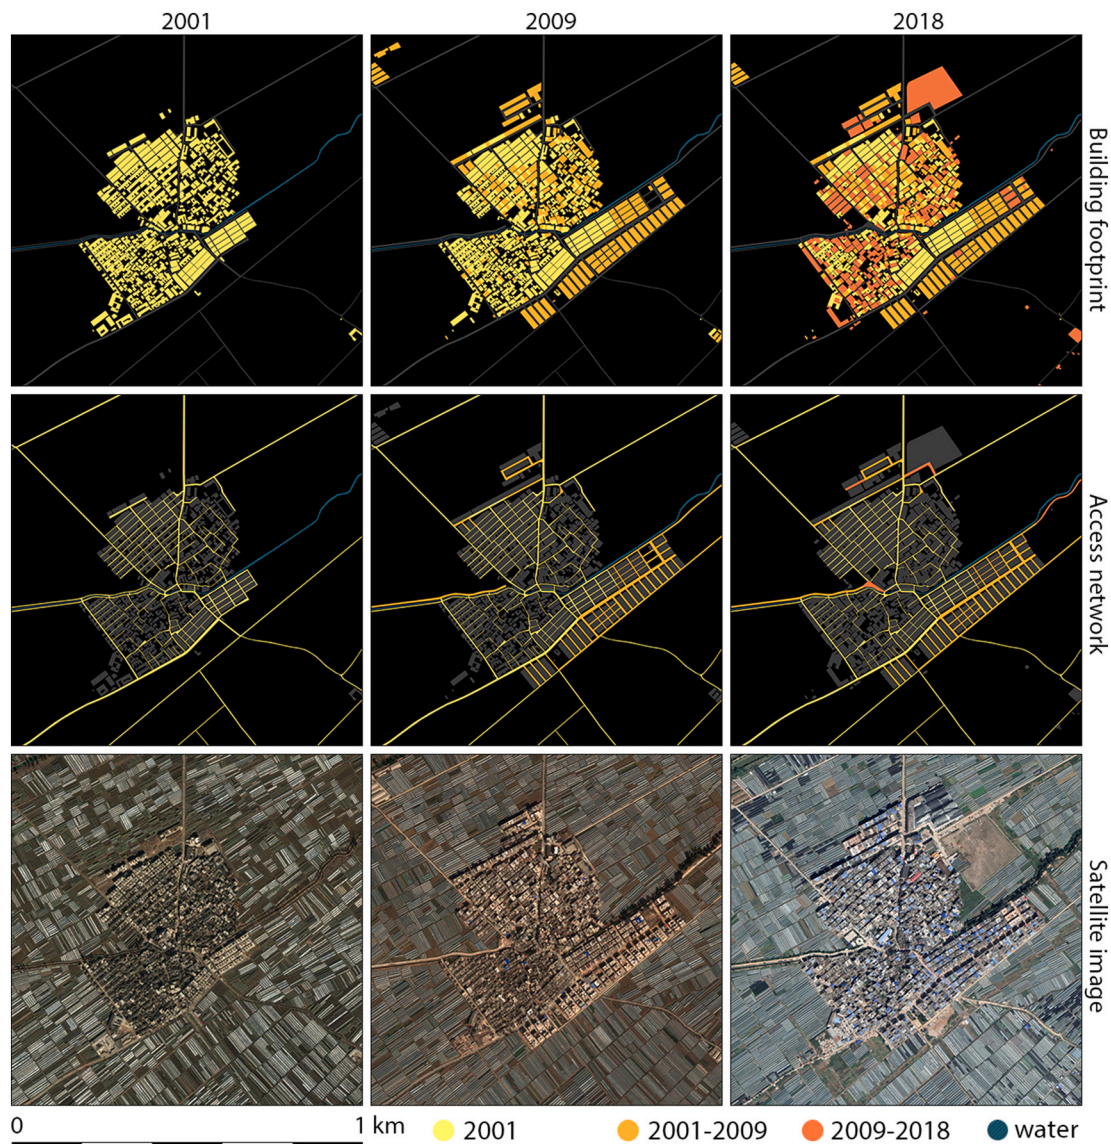 2001 2009 2018
Building footprint
Access network
Satellite image
0 1 km 2001 2001-2009 2009-2018 water